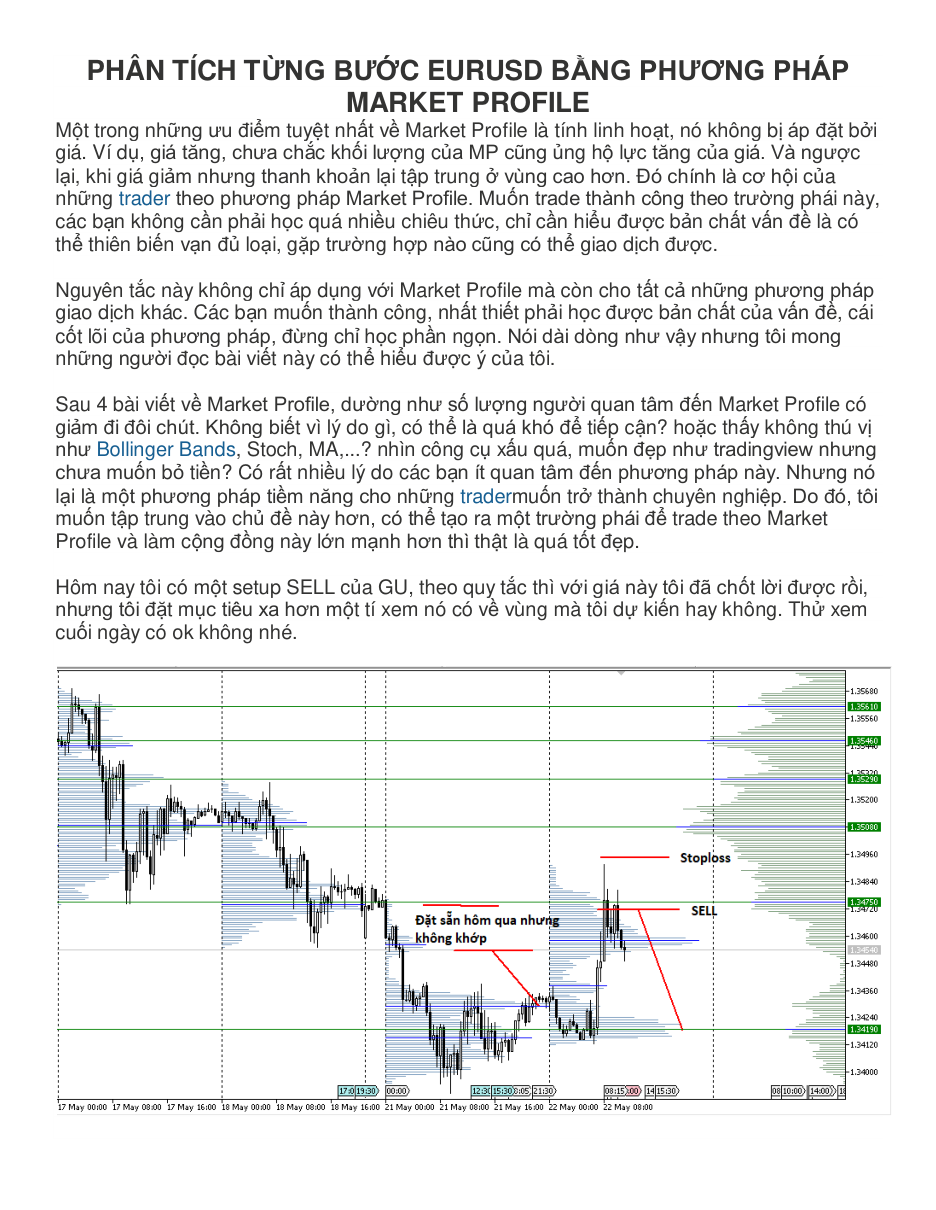 PHÂN TÍCH TỪNG BƯỚC EURUSD BẰNG PHƯƠNG PHÁP
MARKET PROFILE
Một trong những ưu điểm tuyệt nhất về Market Profile là tính linh hoạt, nó không bị áp đặt bởi
giá. Ví dụ, giá tăng, chưa chắc khối lượng của MP cũng ủng hộ lực tăng của giá. Và ngược
lại, khi giá giảm nhưng thanh khoản lại tập trung ở vùng cao hơn. Đó chính là cơ hội của
những trader theo phương pháp Market Profile. Muốn trade thành công theo trường phái này,
các bạn không cần phải học quá nhiều chiêu thức, chỉ cần hiểu được bản chất vấn đề là có
thể thiên biến vạn đủ loại, gặp trường hợp nào cũng có thể giao dịch được.
Nguyên tắc này không chỉ áp dụng với Market Profile mà còn cho tất cả những phương pháp
giao dịch khác. Các bạn muốn thành công, nhất thiết phải học được bản chất của vấn đề, cái
cốt lõi của phương pháp, đừng chỉ học phần ngọn. Nói dài dòng như vậy nhưng tôi mong
những người đọc bài viết này có thể hiểu được ý của tôi.
Sau 4 bài viết về Market Profile, dường như số lượng người quan tâm đến Market Profile có
giảm đi đôi chút. Không biết vì lý do gì, có thể là quá khó để tiếp cận? hoặc thấy không thú vị
như Bollinger Bands, Stoch, MA,...? nhìn công cụ xấu quá, muốn đẹp như tradingview nhưng
chưa muốn bỏ tiền? Có rất nhiều lý do các bạn ít quan tâm đến phương pháp này. Nhưng nó
lại là một phương pháp tiềm năng cho những tradermuốn trở thành chuyên nghiệp. Do đó, tôi
muốn tập trung vào chủ đề này hơn, có thể tạo ra một trường phái để trade theo Market
Profile và làm cộng đồng này lớn mạnh hơn thì thật là quá tốt đẹp.
Hôm nay tôi có một setup SELL của GU, theo quy tắc thì với giá này tôi đã chốt lời được rồi,
nhưng tôi đặt mục tiêu xa hơn một tí xem nó có về vùng mà tôi dự kiến hay không. Thử xem
cuối ngày có ok không nhé.
1.35680
1.35610
1.35560
1.35460
1.35290
1.35200
1.35080
1.34960
Stoploss
1.34840
1.34750
1.34720
SELL
Đặt sẵn hôm qua nhưng
không khớp
1.34600
1.34540
1.34480
1.34360
1.34240
1.34190
1.34120
1.34000
19:30 00:00 15:30 21:30 08:15 15:30 10:00 14:00
17 May 00:00 17 May 08:00 17 May 16:00 18 May 00:00 18 May 08:00 18 May 16:00 21 May 00:00 21 May 08:00 21 May 16:00 22 May 00:00 22 May 08:00